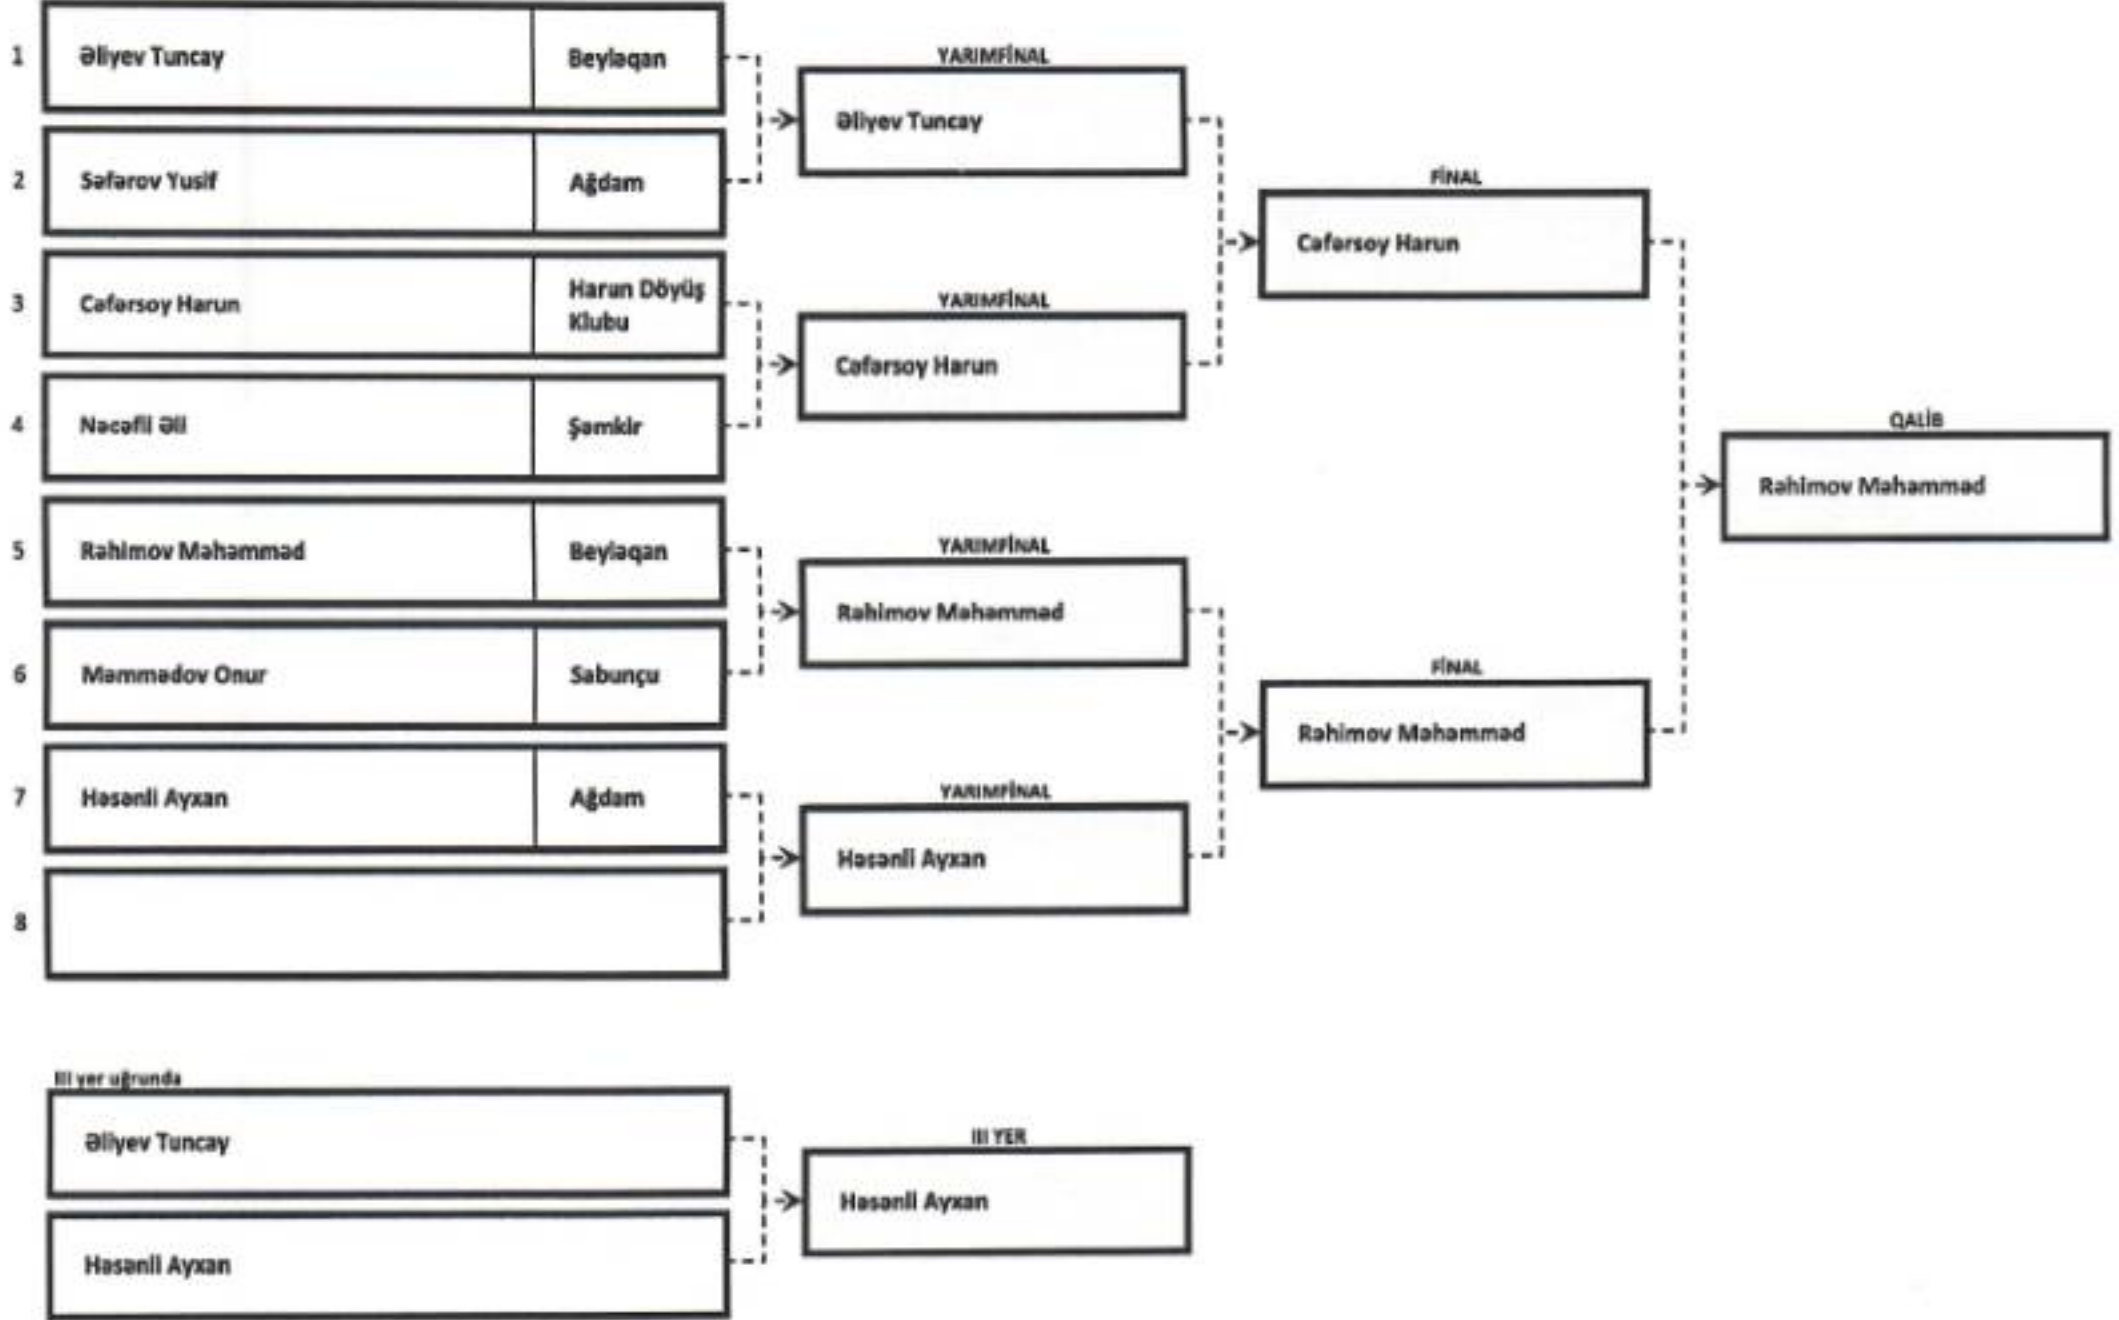 1 Əliyev Tuncay Beyləqan
2 Səfərov Yusif Ağdam
3 Cəfərsoy Harun Harun Döyüş
Klubu
4 Nəcəfli Əli Şəmkir
5 Rəhimov Məhəmməd Beyləqan
6 Məmmədov Onur Sabunçu
7 Həsənli Ayxan Ağdam
8
YARIMFİNAL
Əliyev Tuncay
YARIMFİNAL
Cəfərsoy Harun
YARIMFİNAL
Rəhimov Məhəmməd
YARIMFİNAL
Həsənli Ayxan
FİNAL
Cəfərsoy Harun
FİNAL
Rəhimov Məhəmməd
QALİB
Rəhimov Məhəmməd
III yer uğrunda
Əliyev Tuncay
Həsənli Ayxan
III YER
Həsənli Ayxan